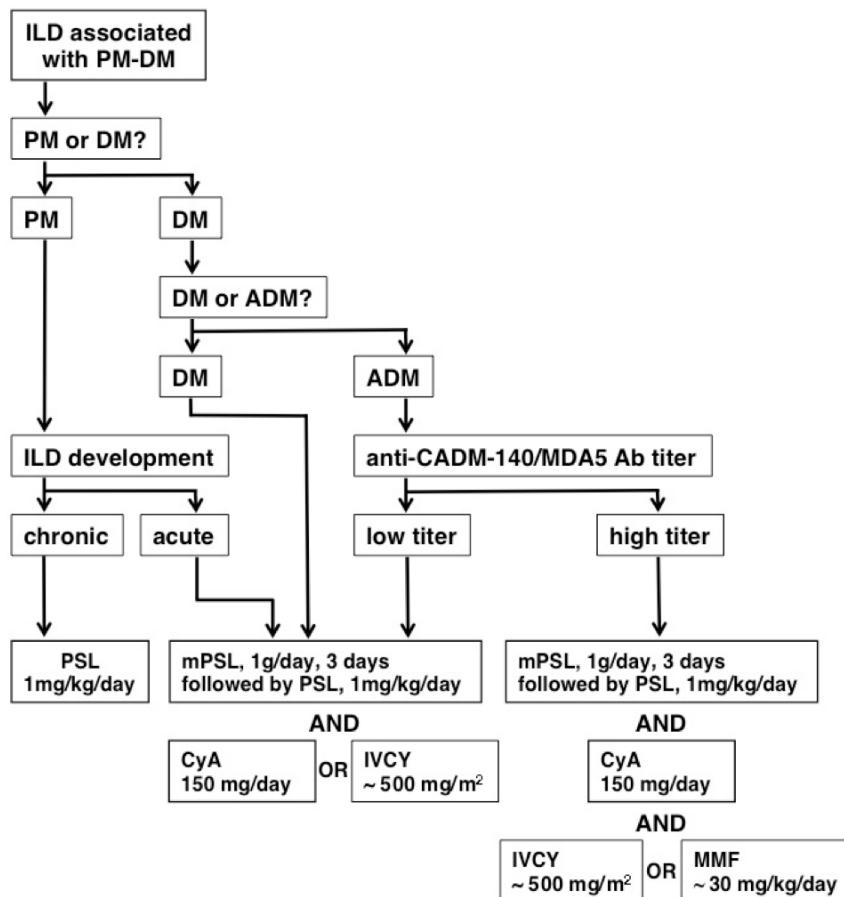 ILD associated
with PM-DM
PM or DM?
PM
DM
DM or ADM?
DM
ADM
ILD development
anti-CADM-140/MDA5 Ab titer
chronic
acute
low titer
high titer
PSL
1mg/kg/day
mPSL, 1g/day, 3 days
followed by PSL, 1mg/kg/day
mPSL, 1g/day, 3 days
followed by PSL, 1mg/kg/day
AND
AND
CyA
150 mg/day
OR
IVCY
~ 500 mg/m²
CyA
150 mg/day
AND
IVCY
~ 500 mg/m²
OR
MMF
~ 30 mg/kg/day